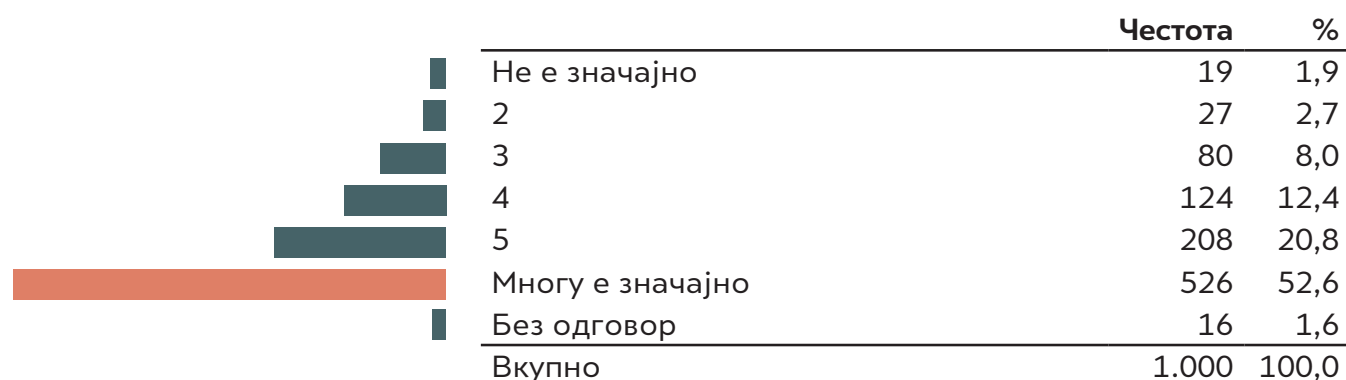 Честота %
Не е значајно 19 1,9
2 27 2,7
3 80 8,0
4 124 12,4
5 208 20,8
Многу е значајно 526 52,6
Без одговор 16 1,6
Вкупно 1.000 100,0